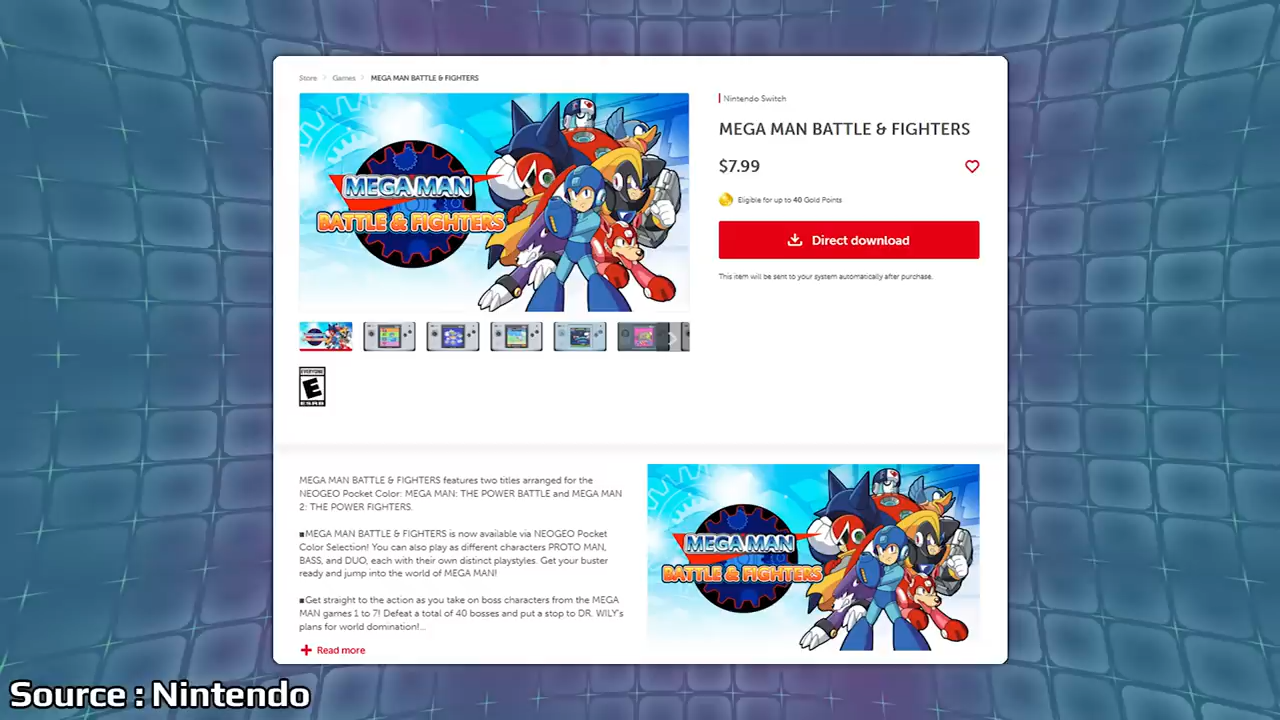 Store > Games > MEGA MAN BATTLE & FIGHTERS
MEGA MAN
BATTLE & FIGHTERS
Nintendo Switch
MEGA MAN BATTLE & FIGHTERS
$7.99
Eligible for up to 40 Gold Points
Direct download
This item will be sent to your system automatically after purchase.
EVERYONE
E
ESRB
MEGA MAN BATTLE & FIGHTERS features two titles arranged for the
NEOGEO Pocket Color: MEGA MAN: THE POWER BATTLE and MEGA MAN
2: THE POWER FIGHTERS.
■MEGA MAN BATTLE & FIGHTERS is now available via NEOGEO Pocket
Color Selection! You can also play as different characters PROTO MAN,
BASS, and DUO, each with their own distinct playstyles. Get your buster
ready and jump into the world of MEGA MAN!
■Get straight to the action as you take on boss characters from the MEGA
MAN games 1 to 7! Defeat a total of 40 bosses and put a stop to DR. WILY's
plans for world domination!...
Read more
MEGA MAN
BATTLE & FIGHTERS
Source : Nintendo